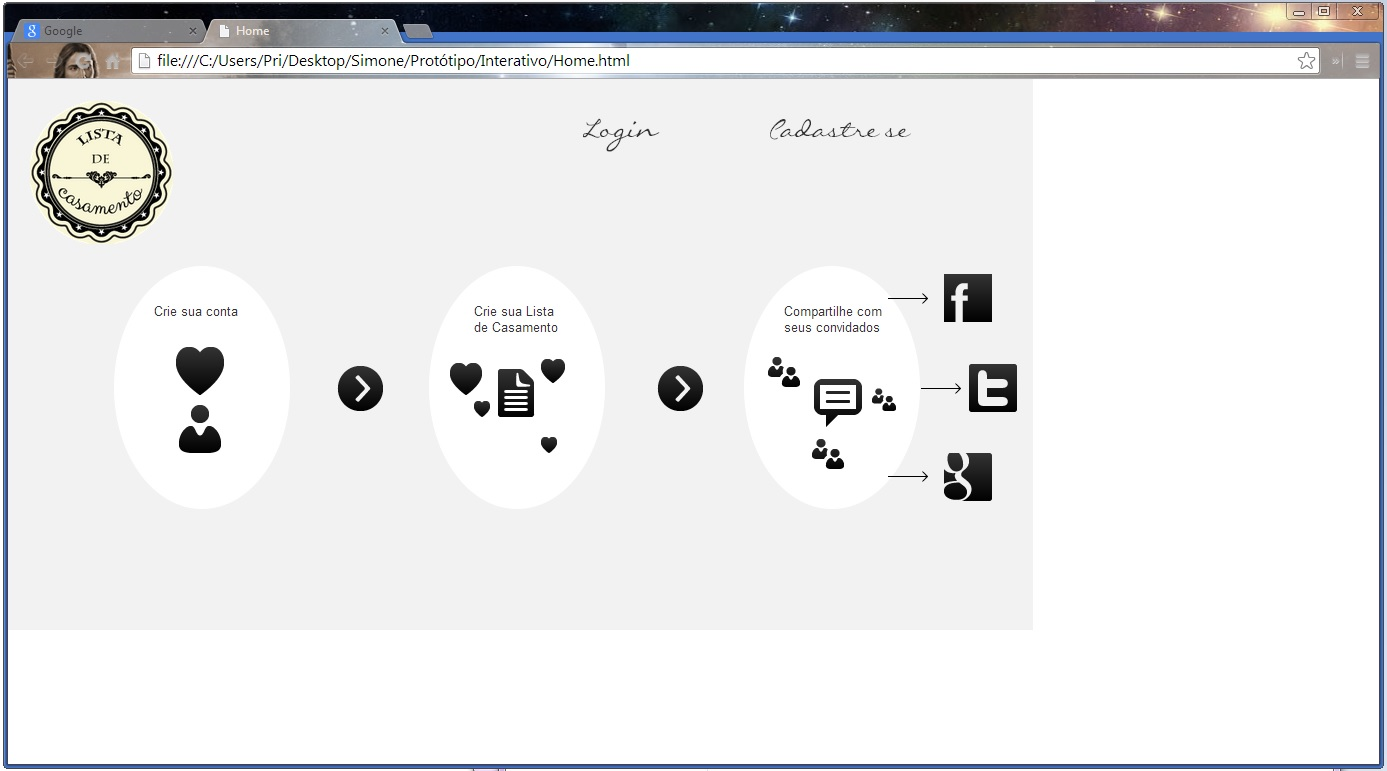 Google
Home
file:///C:/Users/Pri/Desktop/Simone/Protótipo/Interativo/Home.html
LISTA
DE
casamento
Login
Cadastre se
Crie sua conta
Crie sua Lista
de Casamento
Compartilhe com
seus convidados